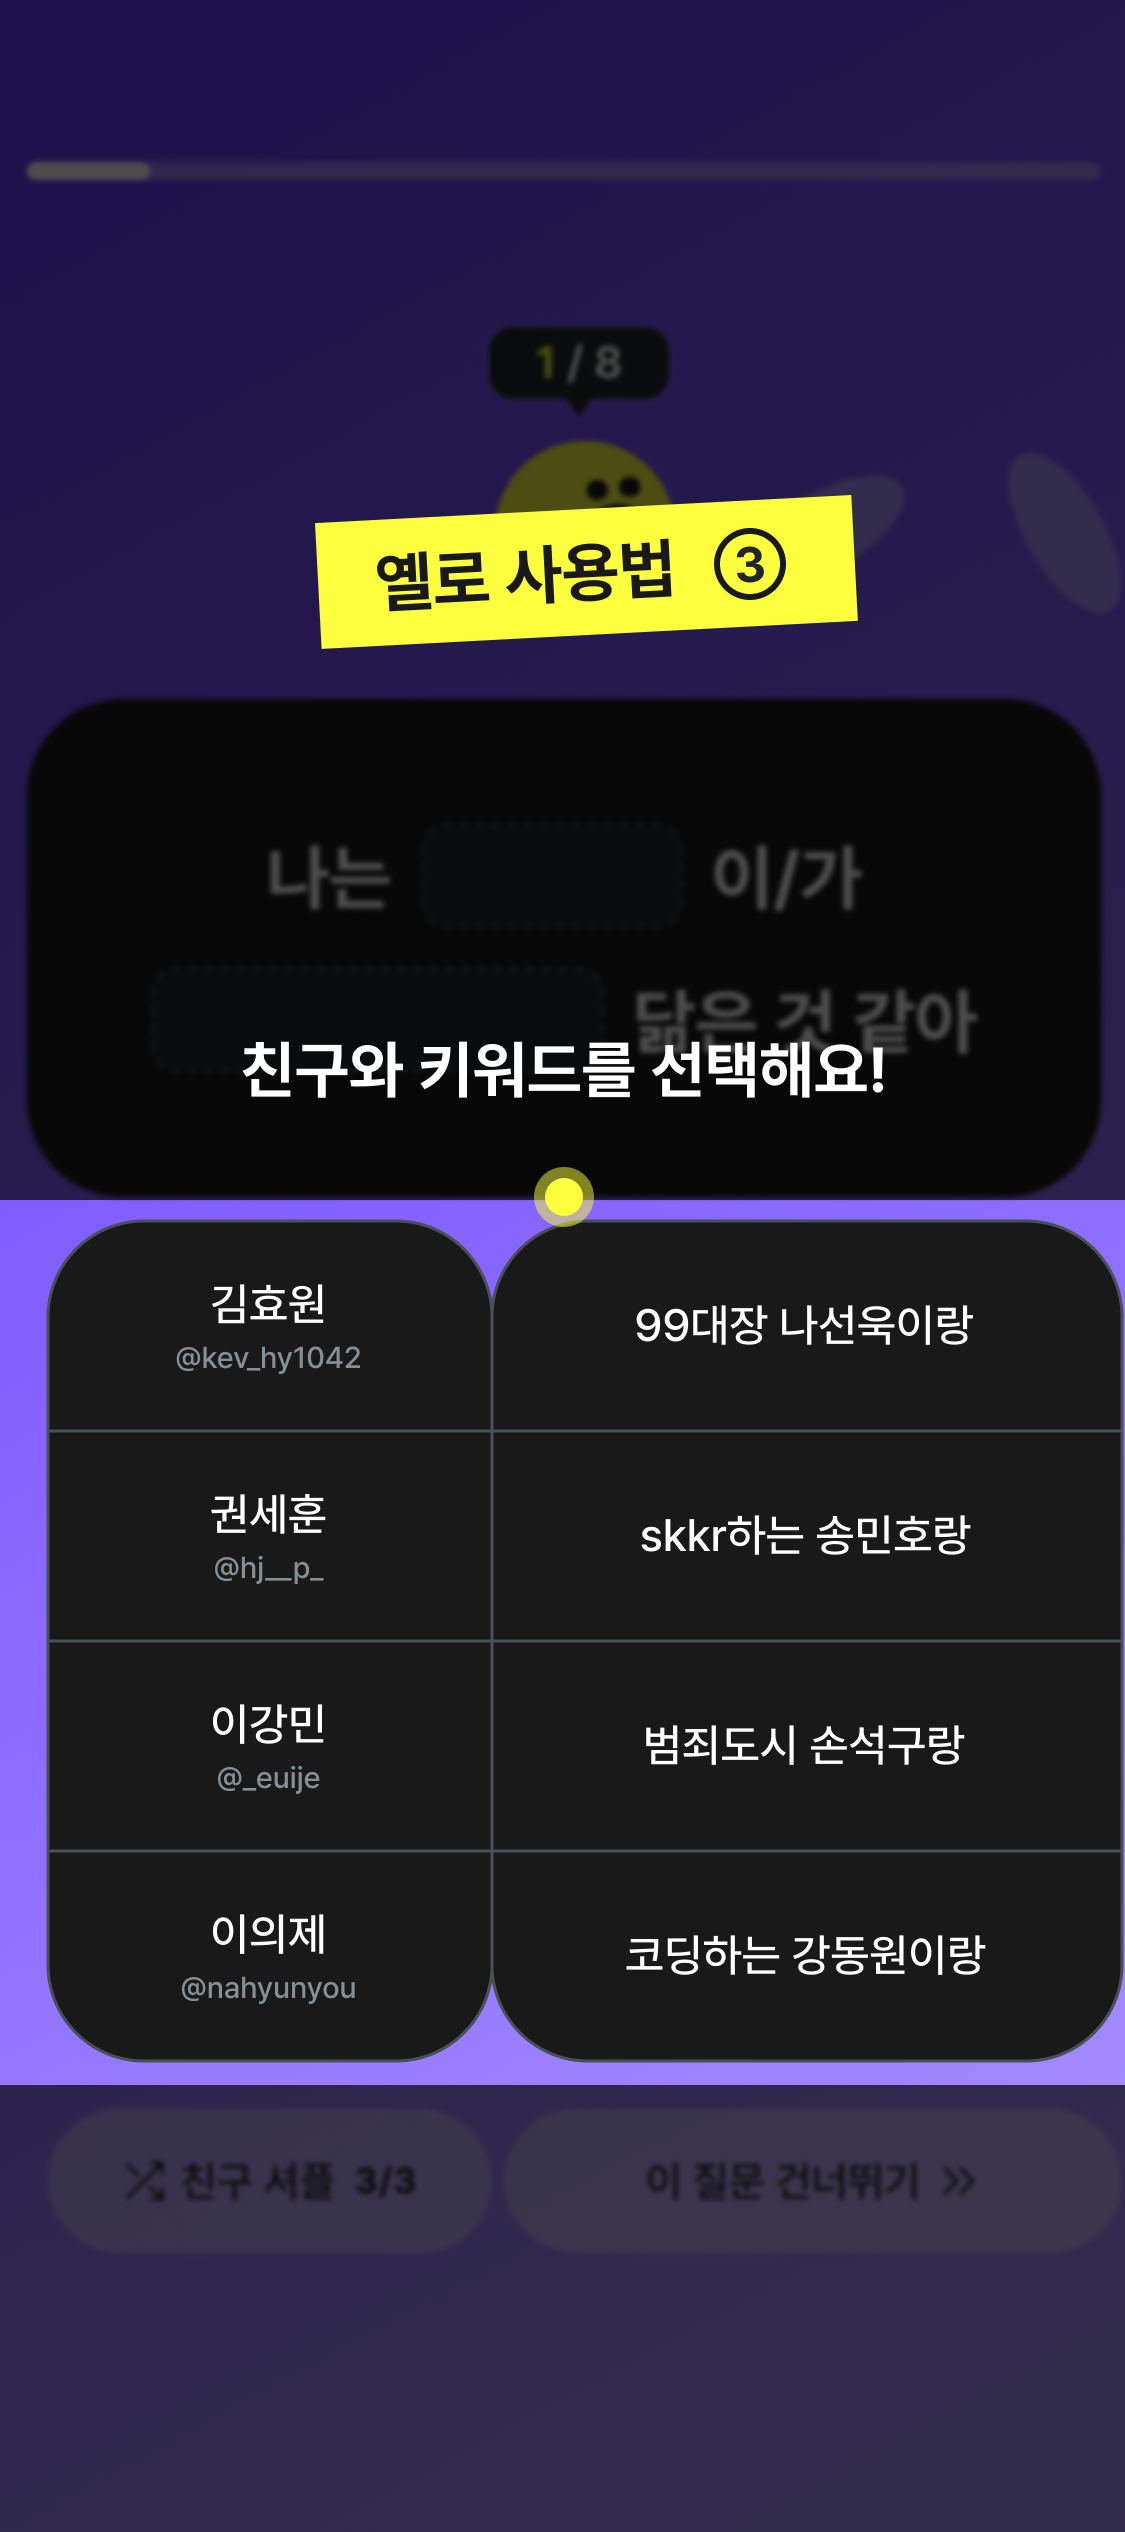 1 / 8
옐로 사용법 ③
나는 이/가
닮은 것 같아
친구와 키워드를 선택해요!
김효원
@kev_hy1042
99대장 나선욱이랑
권세훈
@hj__p_
skkr하는 송민호랑
이강민
@_euije
범죄도시 손석구랑
이의제
@nahyunyou
코딩하는 강동원이랑
친구 셔플 3/3
이 질문 건너뛰기